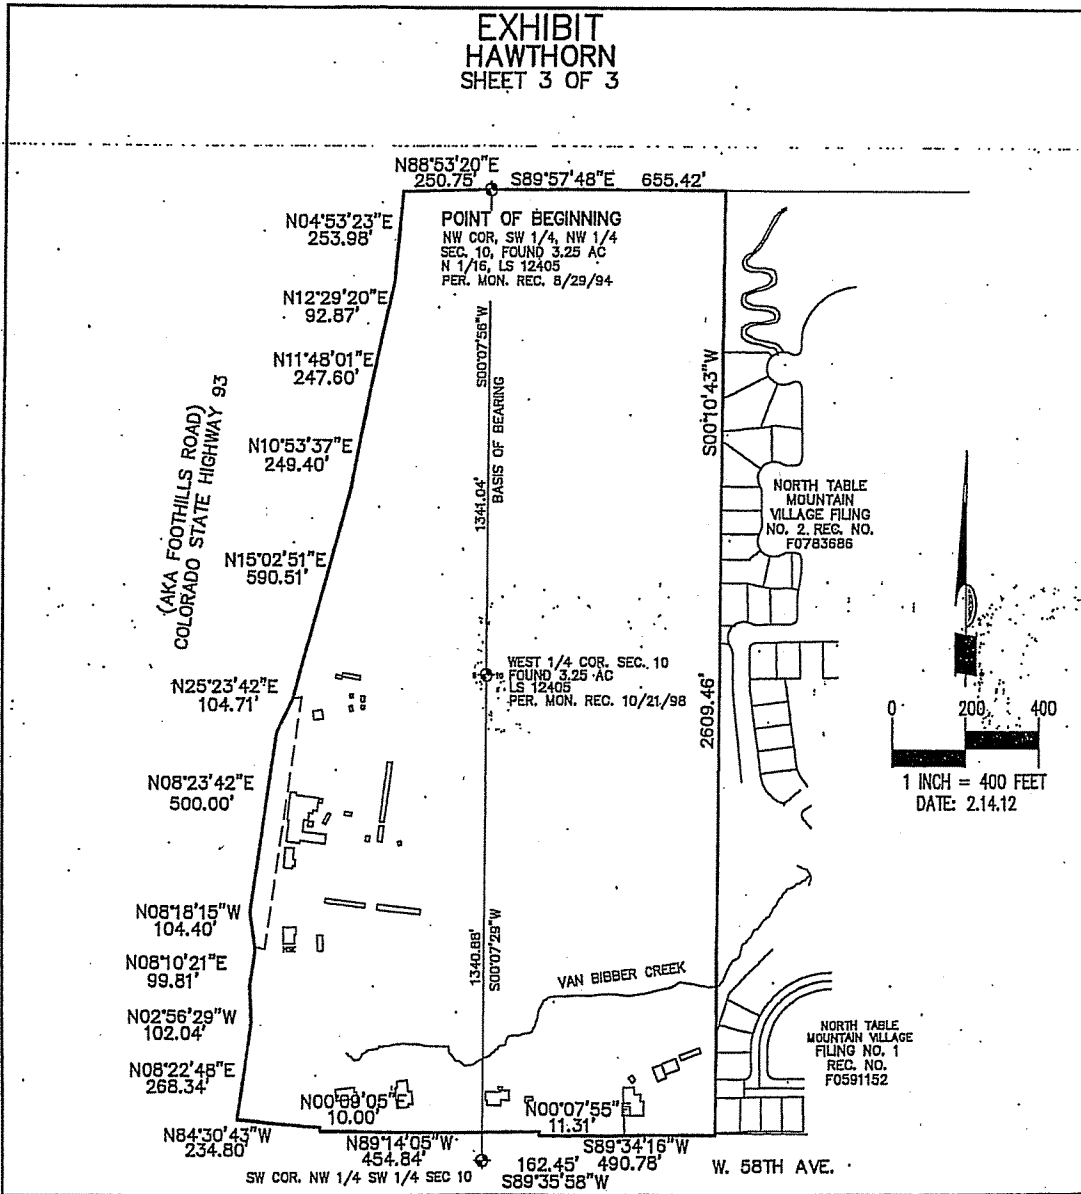 EXHIBIT
HAWTHORN
SHEET 3 OF 3
N88°53'20"E
250.75'
S89°57'48"E 655.42'
N04°53'23"E
253.98'
POINT OF BEGINNING
NW COR, SW 1/4, NW 1/4
SEC. 10, FOUND 3.25 AC
N 1/16, LS 12405
PER. MON. REC. 8/29/94
N12°29'20"E
92.87'
N11°48'01"E
247.60'
N10°53'37"E
249.40'
N15°02'51"E
590.51'
(AKA FOOTHILLS ROAD)
COLORADO STATE HIGHWAY 93
S00°07'56"W
1341.04'
BASIS OF BEARING
S00°10'43"W
2609.46'
NORTH TABLE
MOUNTAIN
VILLAGE FILING
NO. 2. REC. NO.
F0783686
N25°23'42"E
104.71'
WEST 1/4 COR. SEC. 10
FOUND 3.25 AC
LS 12405
PER. MON. REC. 10/21/98
0 200 400
1 INCH = 400 FEET
DATE: 2.14.12
N08°23'42"E
500.00'
N08°18'15"W
104.40'
N08°10'21"E
99.81'
N02°56'29"W
102.04'
N08°22'48"E
268.34'
1340.88'
S00°07'29"W
VAN BIBBER CREEK
NORTH TABLE
MOUNTAIN VILLAGE
FILING NO. 1
REC. NO.
F0591152
N00°09'05"E
10.00'
N00°07'55"E
11.31'
N84°30'43"W
234.80'
N89°14'05"W
454.84'
S89°34'16"W
490.78'
162.45'
S89°35'58"W
SW COR. NW 1/4 SW 1/4 SEC 10
W. 58TH AVE.